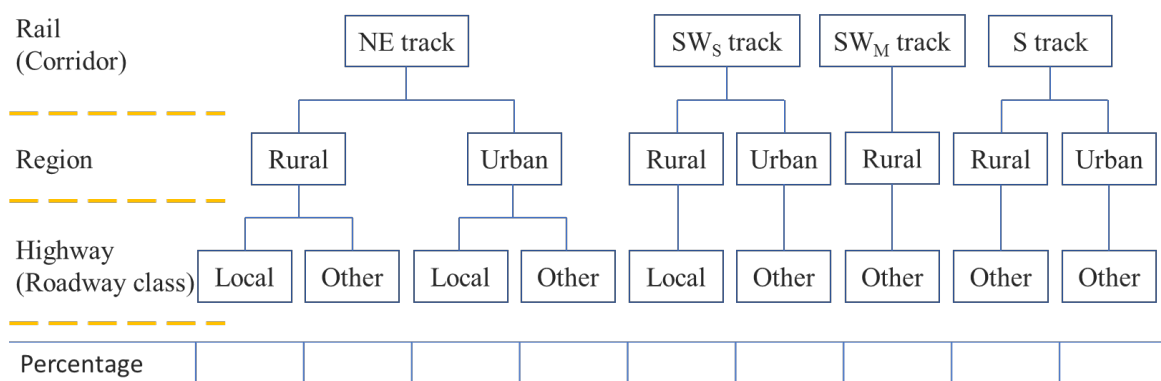 Rail
(Corridor)
NE track
SWS track
SWM track
S track
Region
Rural
Urban
Rural
Urban
Rural
Rural
Urban
Highway
(Roadway class)
Local
Other
Local
Other
Local
Other
Other
Other
Other
Percentage